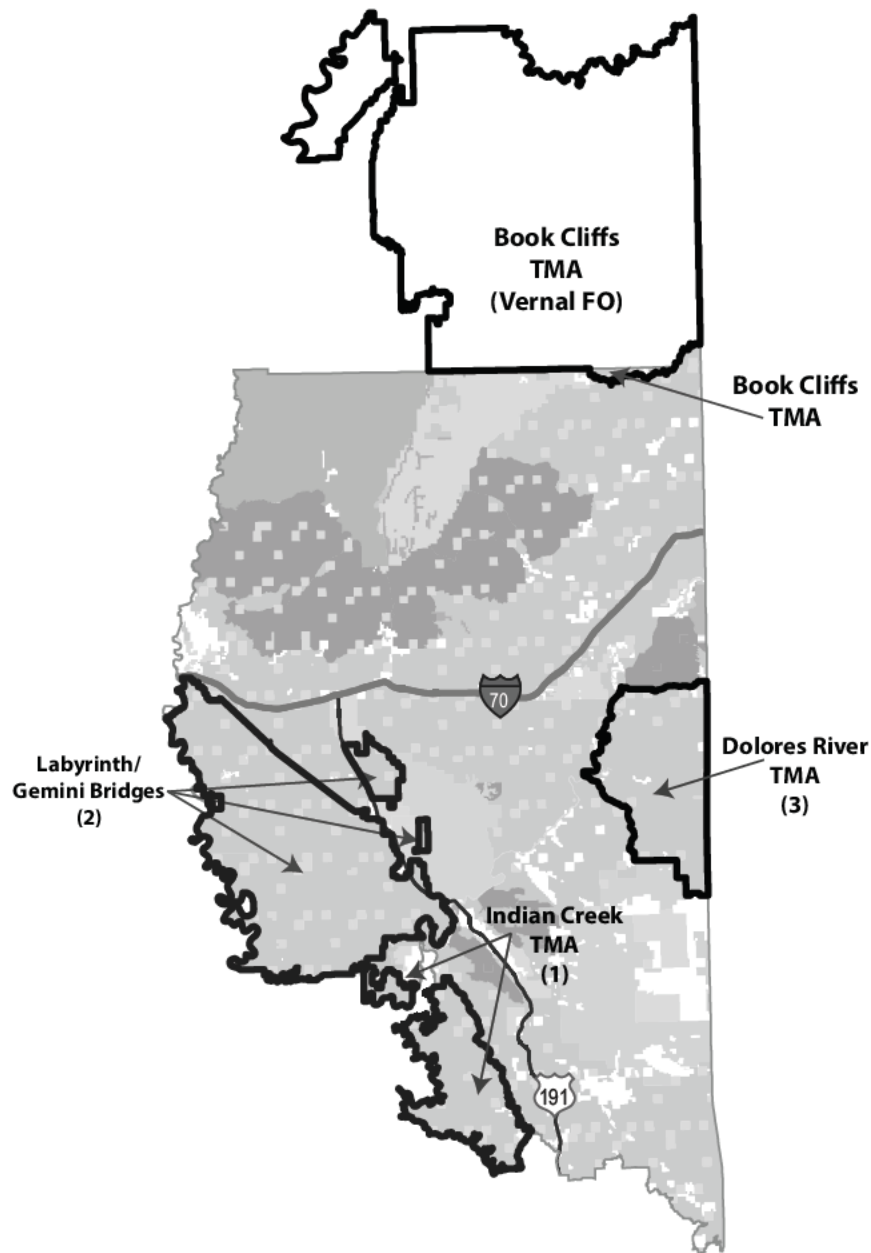 Book Cliffs
TMA
(Vernal FO)
Book Cliffs
TMA
70
Labyrinth/
Gemini Bridges
(2)
Dolores River
TMA
(3)
Indian Creek
TMA
(1)
191